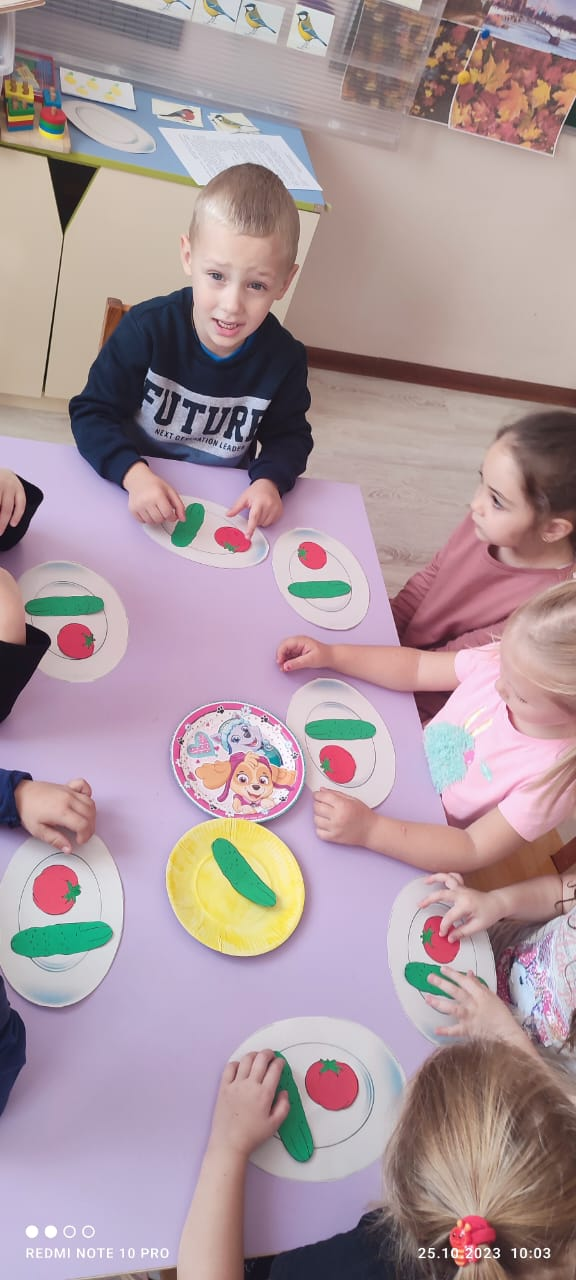 FUTURE
NEXT GENERATION LEADER
REDMI NOTE 10 PRO
25.10.2023 10:03